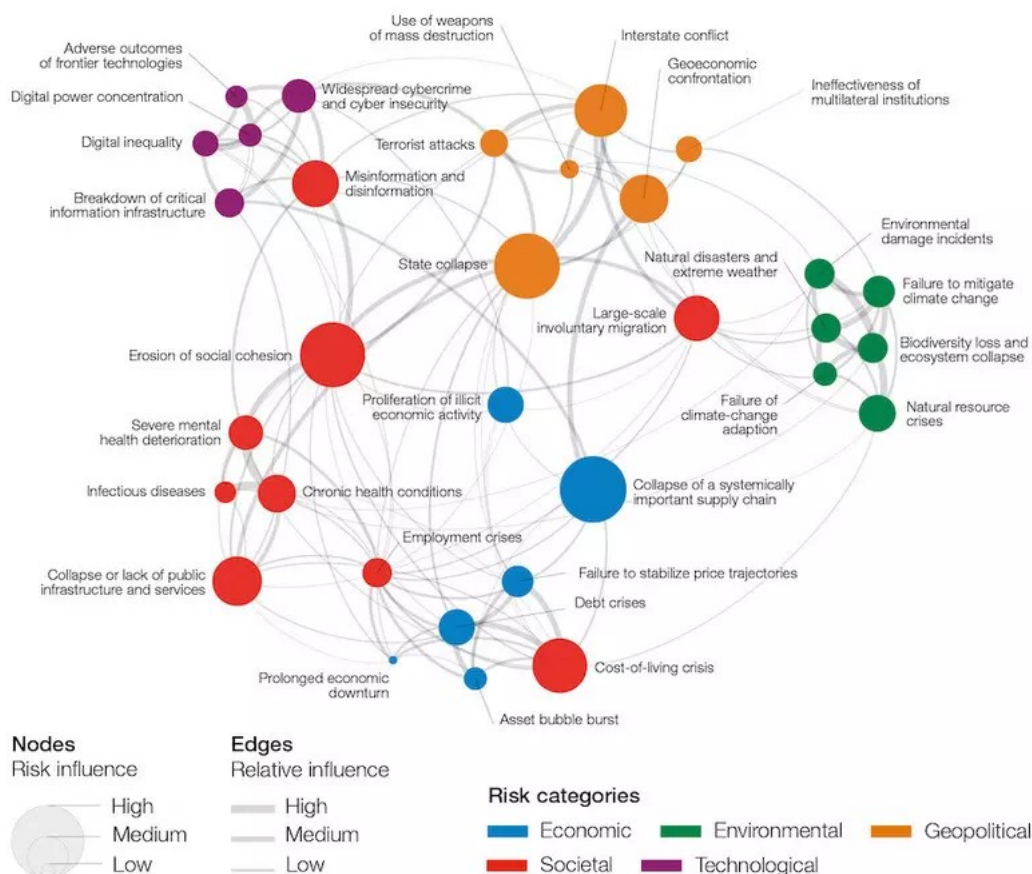 Use of weapons
of mass destruction
Interstate conflict
Adverse outcomes
of frontier technologies
Geoeconomic
confrontation
Ineffectiveness of
multilateral institutions
Digital power concentration
Widespread cybercrime
and cyber insecurity
Digital inequality
Terrorist attacks
Misinformation and
disinformation
Breakdown of critical
information infrastructure
Environmental
damage incidents
State collapse
Natural disasters and
extreme weather
Failure to mitigate
climate change
Large-scale
involuntary migration
Erosion of social cohesion
Biodiversity loss and
ecosystem collapse
Proliferation of illicit
economic activity
Failure of
climate-change
adaption
Natural resource
crises
Severe mental
health deterioration
Infectious diseases
Chronic health conditions
Collapse of a systemically
important supply chain
Employment crises
Collapse or lack of public
infrastructure and services
Failure to stabilize price trajectories
Debt crises
Cost-of-living crisis
Prolonged economic
downturn
Asset bubble burst
Nodes
Risk influence
High
Medium
Low
Edges
Relative influence
High
Medium
Low
Risk categories
Economic
Environmental
Geopolitical
Societal
Technological